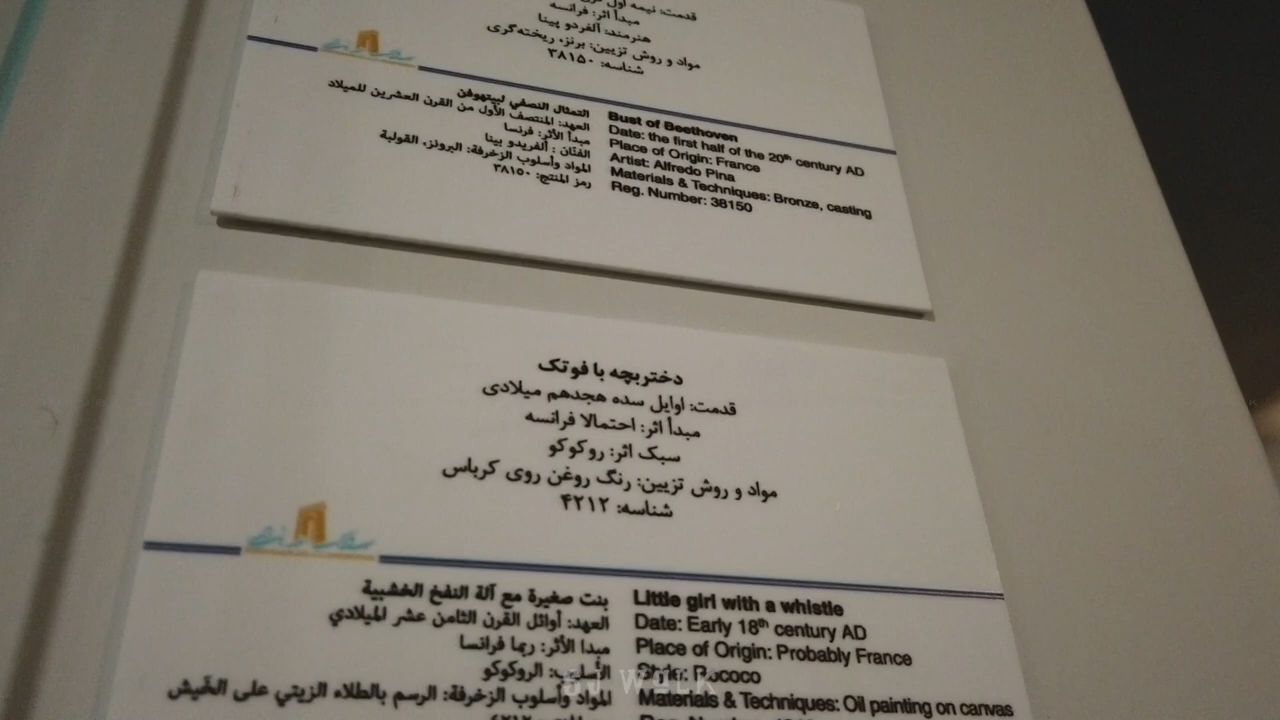 قدمت: نیمه اول
مبدأ اثر: فرانسه
هنرمند: آلفردو پینا
مواد و روش تزیین: برنز، ریخته‌گری
شناسه: ۳۸۱۵۰
التمثال النصفي لبيتهوفن
العهد: المنتصف الأول من القرن العشرين للميلاد
مبدأ الأثر: فرنسا
الفنّان : ألفريدو بينا
المواد وأسلوب الزخرفة: البرونز، القولبة
رمز المنتج: ۳۸۱۵۰
Bust of Beethoven
Date: the first half of the 20th century AD
Place of Origin: France
Artist: Alfredo Pina
Materials & Techniques: Bronze, casting
Reg. Number: 38150
دختربچه با فوتک
قدمت: اوایل سده هجدهم میلادی
مبدأ اثر: احتمالا فرانسه
سبک اثر: روکوکو
مواد و روش تزیین: رنگ روغن روی کرباس
شناسه: ۴۲۱۲
بنت صغيرة مع آلة النفخ الخشبية
العهد: أوائل القرن الثامن عشر الميلادي
مبدا الأثر: ربما فرانسا
الأسلوب: الروكوكو
المواد وأسلوب الزخرفة: الرسم بالطلاء الزيتي على الخيش
Little girl with a whistle
Date: Early 18th century AD
Place of Origin: Probably France
Style: Rococo
Materials & Techniques: Oil painting on canvas